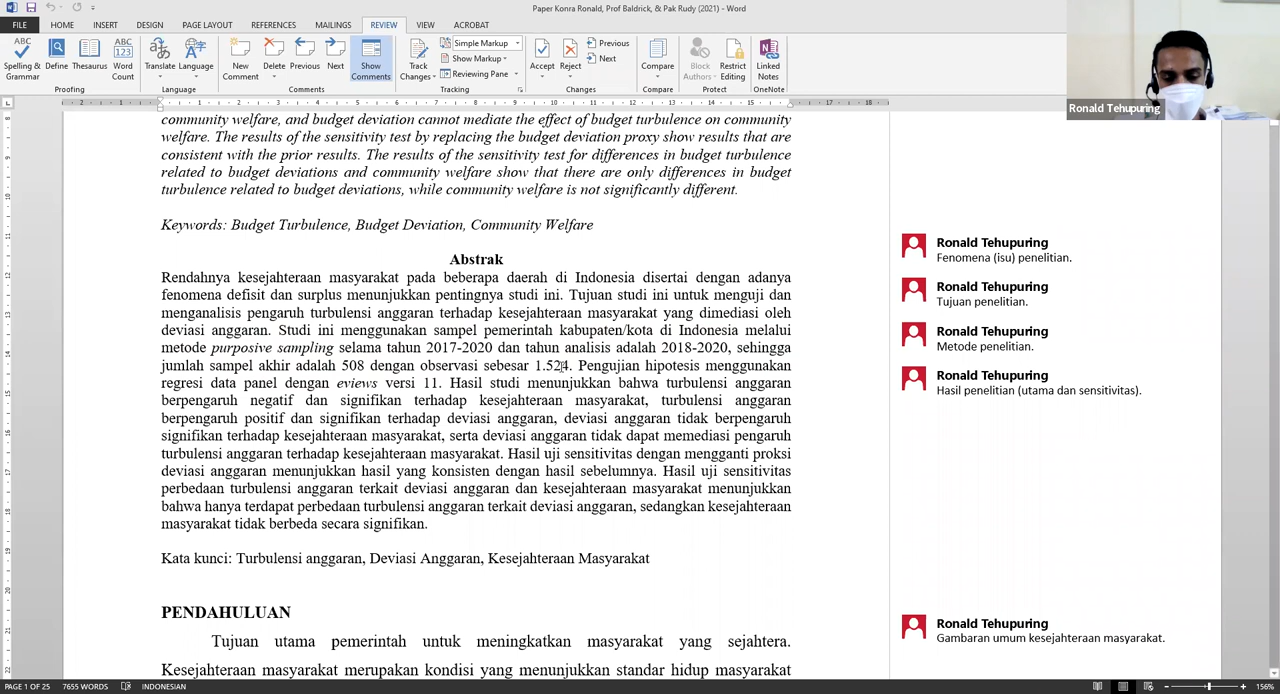 Paper Konra Ronald, Prof Baldrick, & Pak Rudy (2021) - Word
FILE HOME INSERT DESIGN PAGE LAYOUT REFERENCES MAILINGS REVIEW VIEW ACROBAT
ABC ABC 123
Spelling & Grammar Define Thesaurus Word Count Translate Language New Comment Delete Previous Next Show Comments Track Changes Simple Markup Show Markup Reviewing Pane Accept Reject Previous Next Compare Block Authors Restrict Editing Linked Notes
Proofing Language Comments Tracking Changes Compare Protect OneNote
Ronald Tehupuring
community welfare, and budget deviation can't mediate the effect of budget turbulence on community
welfare. The results of the sensitivity test by replacing the budget deviation proxy show results that are
consistent with the prior results. The results of the sensitivity test for differences in budget turbulence
related to budget deviations and community welfare show that there are only differences in budget
turbulence related to budget deviations, while community welfare is not significantly different.
Keywords: Budget Turbulence, Budget Deviation, Community Welfare
Abstrak
Rendahnya kesejahteraan masyarakat pada beberapa daerah di Indonesia disertai dengan adanya
fenomena defisit dan surplus menunjukkan pentingnya studi ini. Tujuan studi ini untuk menguji dan
menganalisis pengaruh turbulensi anggaran terhadap kesejahteraan masyarakat yang dimediasi oleh
deviasi anggaran. Studi ini menggunakan sampel pemerintah kabupaten/kota di Indonesia melalui
metode purposive sampling selama tahun 2017-2020 dan tahun analisis adalah 2018-2020, sehingga
jumlah sampel akhir adalah 508 dengan observasi sebesar 1.524. Pengujian hipotesis menggunakan
regresi data panel dengan eviews versi 11. Hasil studi menunjukkan bahwa turbulensi anggaran
berpengaruh negatif dan signifikan terhadap kesejahteraan masyarakat, turbulensi anggaran
berpengaruh positif dan signifikan terhadap deviasi anggaran, deviasi anggaran tidak berpengaruh
signifikan terhadap kesejahteraan masyarakat, serta deviasi anggaran tidak dapat memediasi pengaruh
turbulensi anggaran terhadap kesejahteraan masyarakat. Hasil uji sensitivitas dengan mengganti proksi
deviasi anggaran menunjukkan hasil yang konsisten dengan hasil sebelumnya. Hasil uji sensitivitas
perbedaan turbulensi anggaran terkait deviasi anggaran dan kesejahteraan masyarakat menunjukkan
bahwa hanya terdapat perbedaan turbulensi anggaran terkait deviasi anggaran, sedangkan kesejahteraan
masyarakat tidak berbeda secara signifikan.
Kata kunci: Turbulensi anggaran, Deviasi Anggaran, Kesejahteraan Masyarakat
PENDAHULUAN
Tujuan utama pemerintah untuk meningkatkan masyarakat yang sejahtera.
Kesejahteraan masyarakat merupakan kondisi yang menunjukkan standar hidup masyarakat
Ronald Tehupuring
Fenomena (isu) penelitian.
Ronald Tehupuring
Tujuan penelitian.
Ronald Tehupuring
Metode penelitian.
Ronald Tehupuring
Hasil penelitian (utama dan sensitivitas).
Ronald Tehupuring
Gambaran umum kesejahteraan masyarakat.
PAGE 1 OF 25 7655 WORDS INDONESIAN 156%